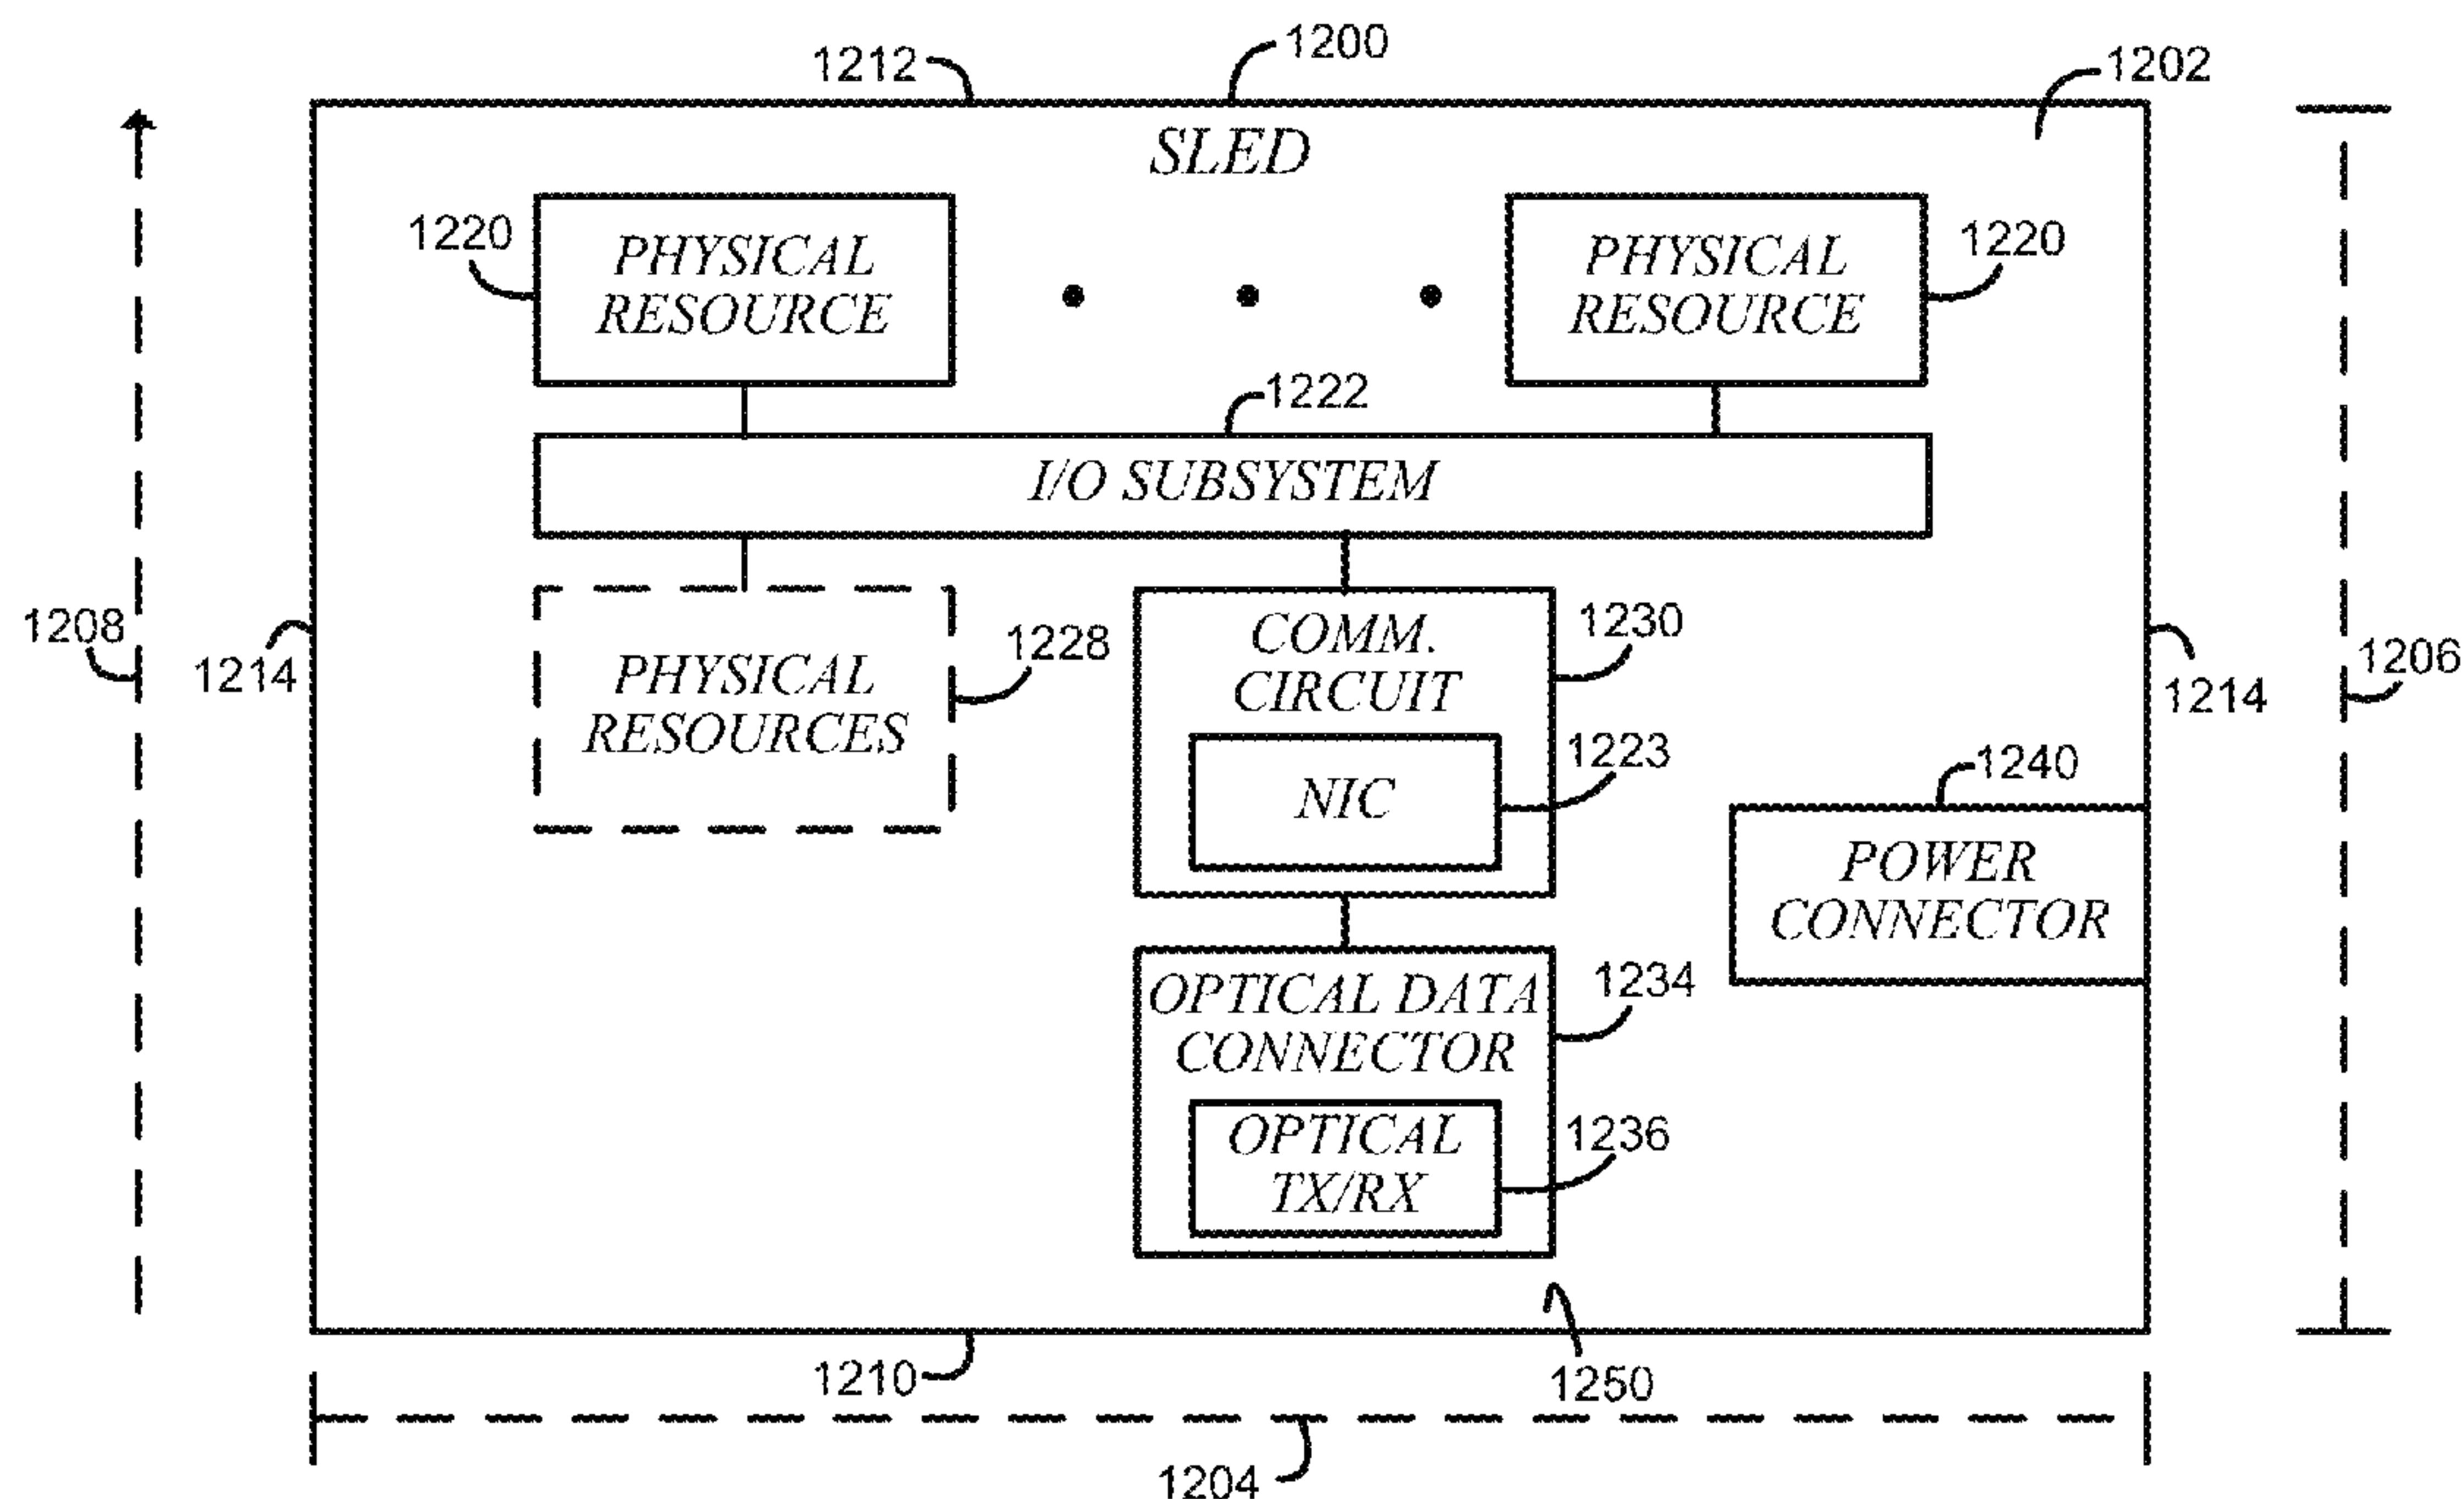 1200
1212
1202
SLED
1220
PHYSICAL
RESOURCE
PHYSICAL
RESOURCE
1220
1222
I/O SUBSYSTEM
1208
1214
PHYSICAL
RESOURCES
1228
COMM.
CIRCUIT
1230
NIC
1223
1214
1206
1240
POWER
CONNECTOR
OPTICAL DATA
CONNECTOR
1234
OPTICAL
TX/RX
1236
1210
1250
1204